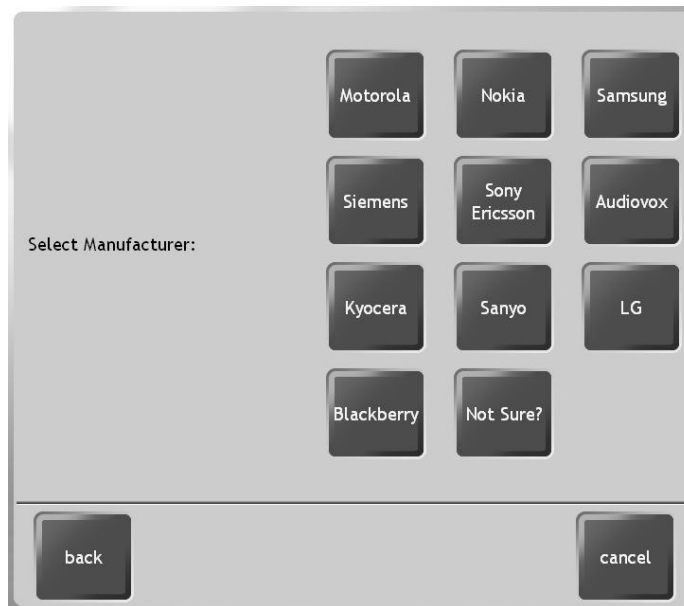 Motorola Nokia Samsung
Siemens Sony Ericsson Audiovox
Select Manufacturer:
Kyocera Sanyo LG
Blackberry Not Sure?
back cancel